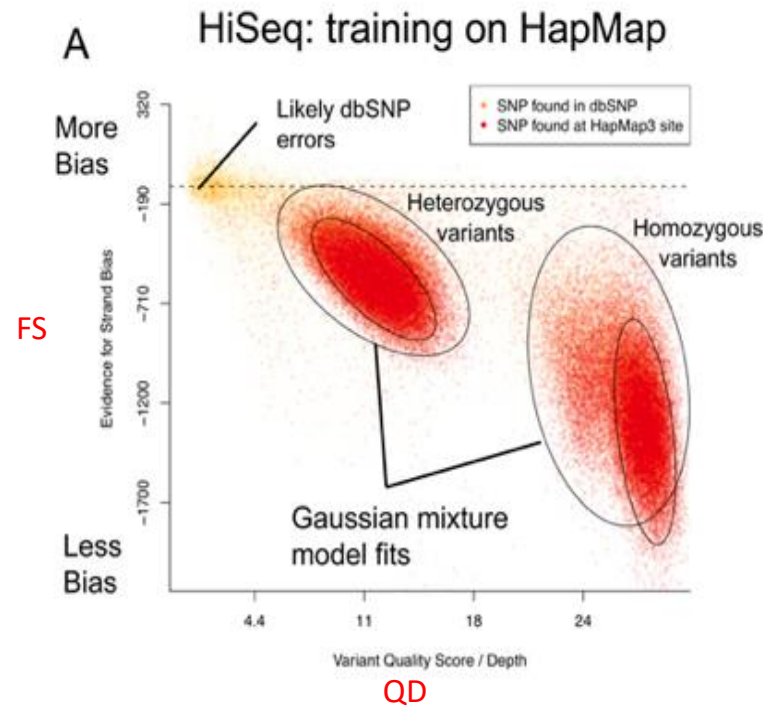 A
HiSeq: training on HapMap
320
More
Bias
Likely dbSNP
errors
SNP found in dbSNP
SNP found at HapMap3 site
-190
Heterozygous
variants
Homozygous
variants
-710
FS
Evidence for Strand Bias
-1200
-1700
Gaussian mixture
model fits
Less
Bias
4.4
11
18
24
Variant Quality Score / Depth
QD